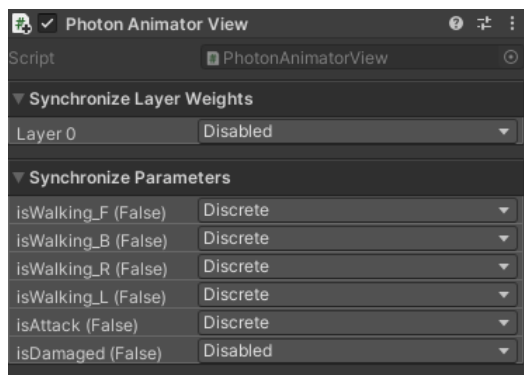 Photon Animator View
Script PhotonAnimatorView
Synchronize Layer Weights
Layer 0 Disabled
Synchronize Parameters
isWalking_F (False) Discrete
isWalking_B (False) Discrete
isWalking_R (False) Discrete
isWalking_L (False) Discrete
isAttack (False) Discrete
isDamaged (False) Disabled